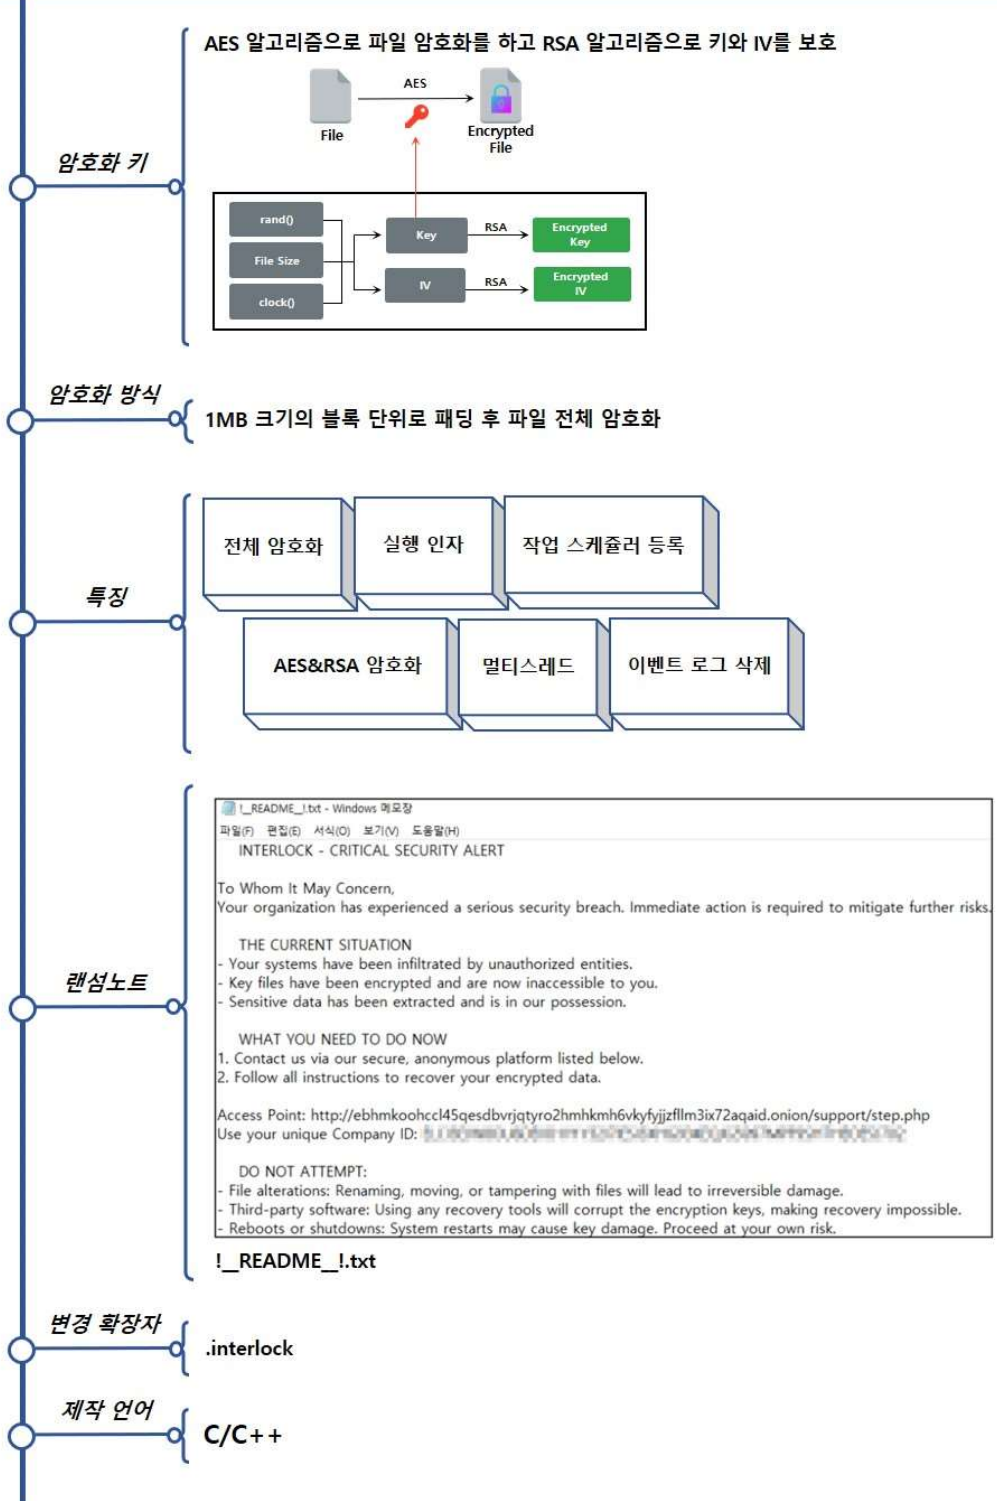 AES 알고리즘으로 파일 암호화를 하고 RSA 알고리즘으로 키와 IV를 보호
AES
File
Encrypted
File
암호화 키
rand()
File Size
clock()
Key
IV
RSA
RSA
Encrypted
Key
Encrypted
IV
암호화 방식
1MB 크기의 블록 단위로 패딩 후 파일 전체 암호화
특징
전체 암호화
실행 인자
작업 스케쥴러 등록
AES&RSA 암호화
멀티스레드
이벤트 로그 삭제
랜섬노트
!__README__!.txt - Windows 메모장
파일(F) 편집(E) 서식(O) 보기(V) 도움말(H)
INTERLOCK - CRITICAL SECURITY ALERT
To Whom It May Concern,
Your organization has experienced a serious security breach. Immediate action is required to mitigate further risks.
THE CURRENT SITUATION
- Your systems have been infiltrated by unauthorized entities.
- Key files have been encrypted and are now inaccessible to you.
- Sensitive data has been extracted and is in our possession.
WHAT YOU NEED TO DO NOW
1. Contact us via our secure, anonymous platform listed below.
2. Follow all instructions to recover your encrypted data.
Access Point: http://ebhmkoohccl45qesdbvrjqtyro2hmhkmh6vkyfyjjzfllm3ix72aqaid.onion/support/step.php
Use your unique Company ID:
DO NOT ATTEMPT:
- File alterations: Renaming, moving, or tampering with files will lead to irreversible damage.
- Third-party software: Using any recovery tools will corrupt the encryption keys, making recovery impossible.
- Reboots or shutdowns: System restarts may cause key damage. Proceed at your own risk.
!__README__!.txt
변경 확장자
.interlock
제작 언어
C/C++